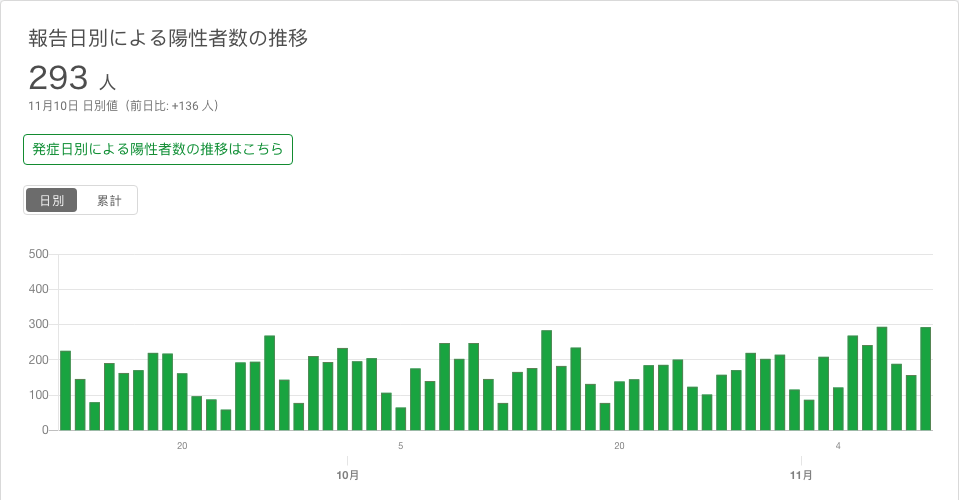 報告日別による陽性者数の推移
293 人
11月10日 日別値（前日比: +136 人）
発症日別による陽性者数の推移はこちら
日別 累計
500
400
300
200
100
0
20 5 20 4
10月 11月